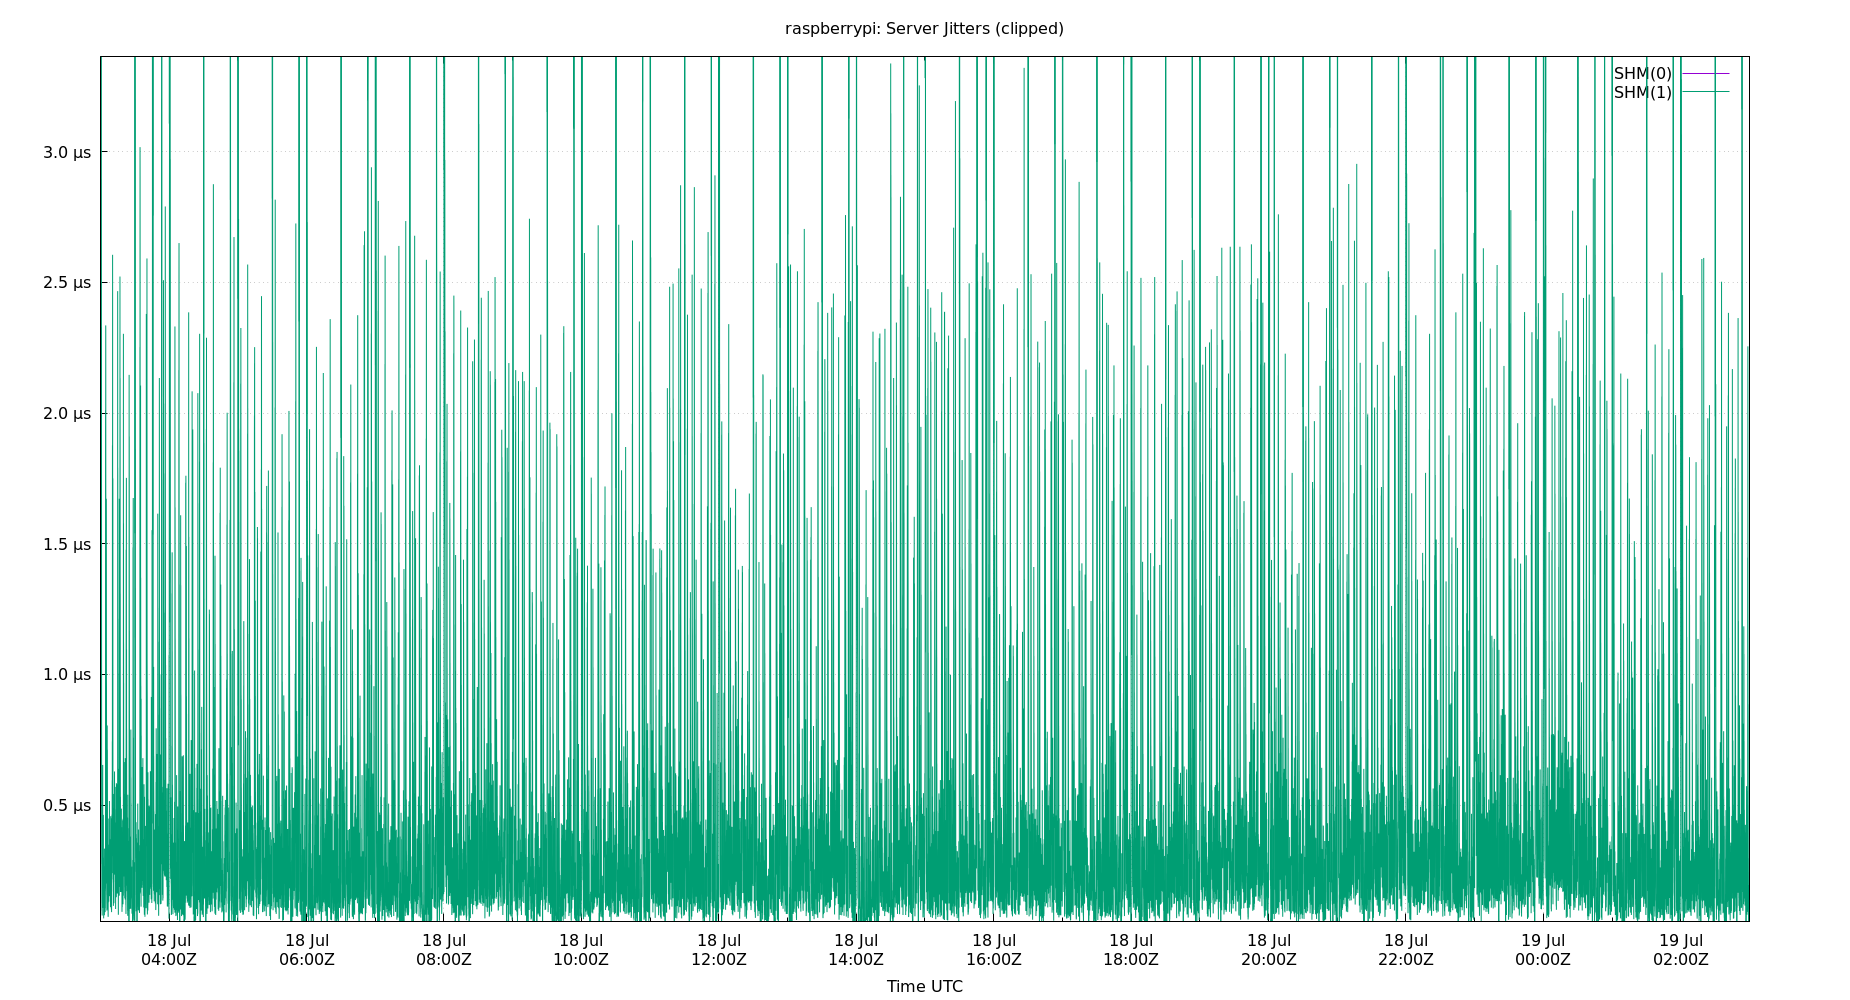 raspberrypi: Server Jitters (clipped)
SHM(0)
SHM(1)
3.0 µs
2.5 µs
2.0 µs
1.5 µs
1.0 µs
0.5 µs
18 Jul 18 Jul 18 Jul 18 Jul 18 Jul 18 Jul 18 Jul 18 Jul 18 Jul 18 Jul 19 Jul 19 Jul
04:00Z 06:00Z 08:00Z 10:00Z 12:00Z 14:00Z 16:00Z 18:00Z 20:00Z 22:00Z 00:00Z 02:00Z
Time UTC